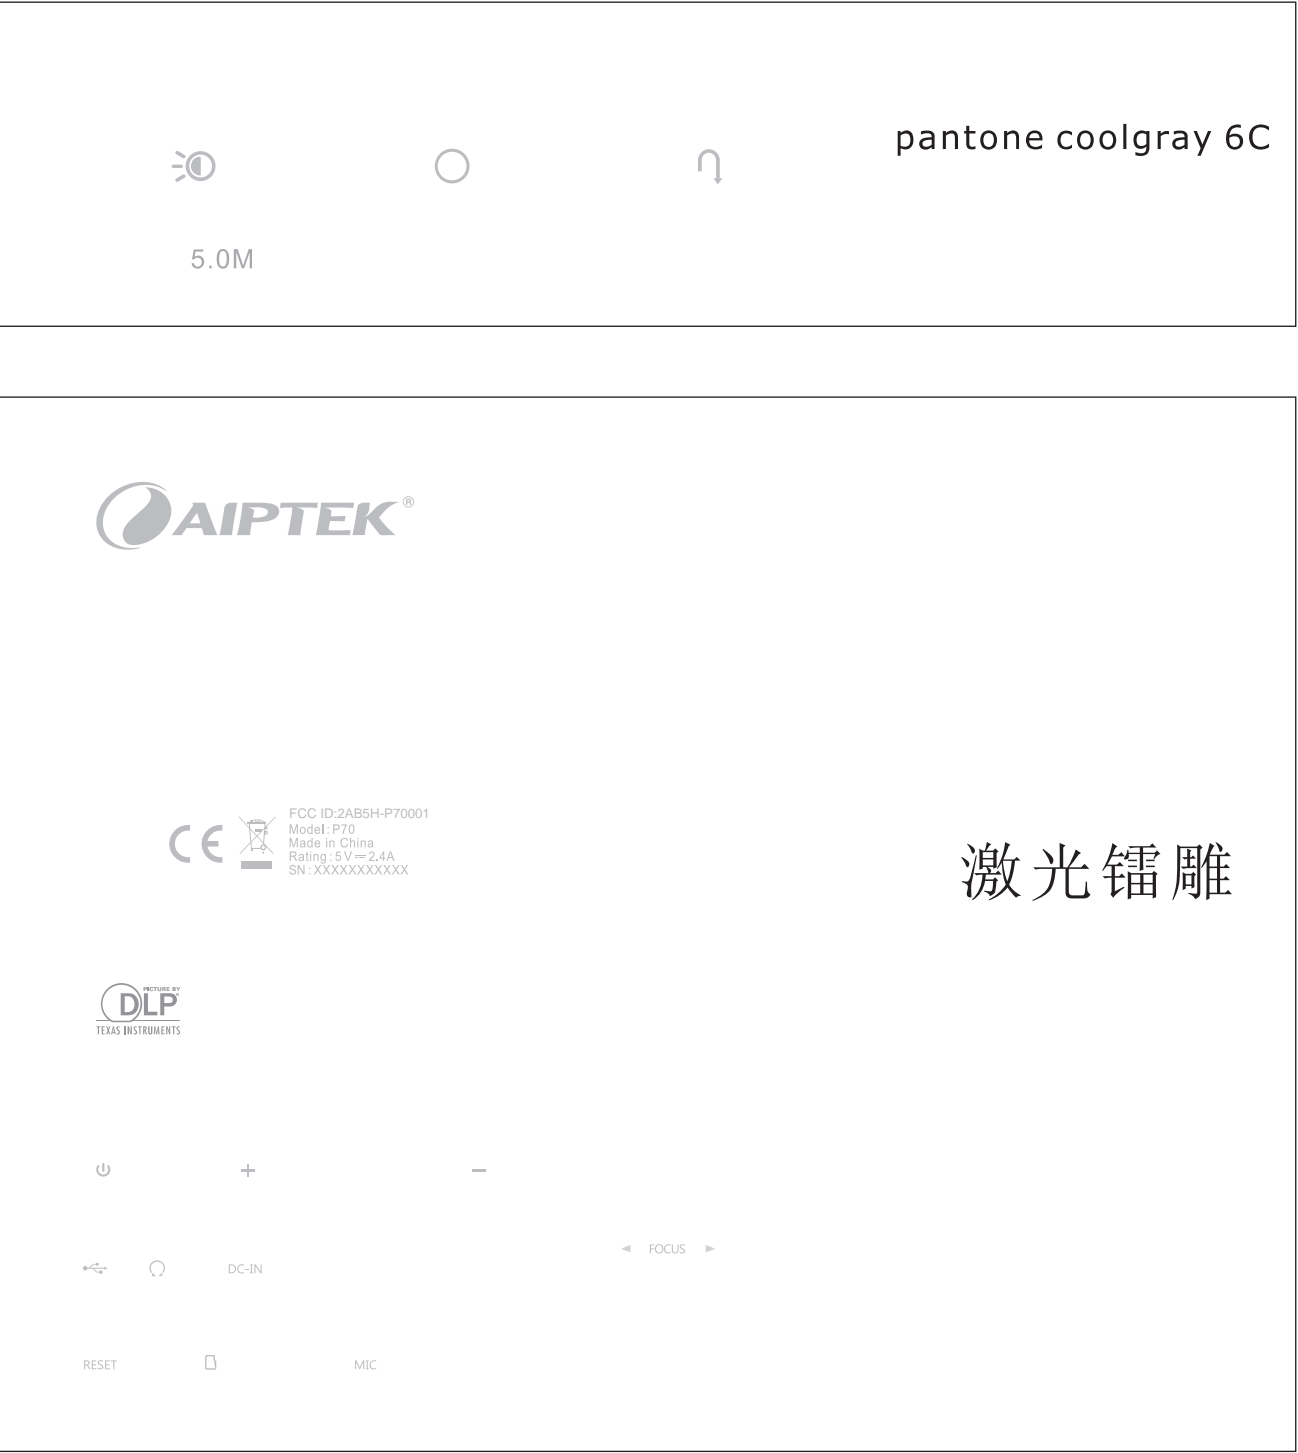 pantone coolgray 6C
5.0M
AIPTEK®
FCC ID:2AB5H-P70001
Model:P70
Made in China
Rating:5V⎓2.4A
SN:XXXXXXXXXXX
激光镭雕
PICTURE BY
DLP®
TEXAS INSTRUMENTS
FOCUS
DC-IN
RESET
MIC